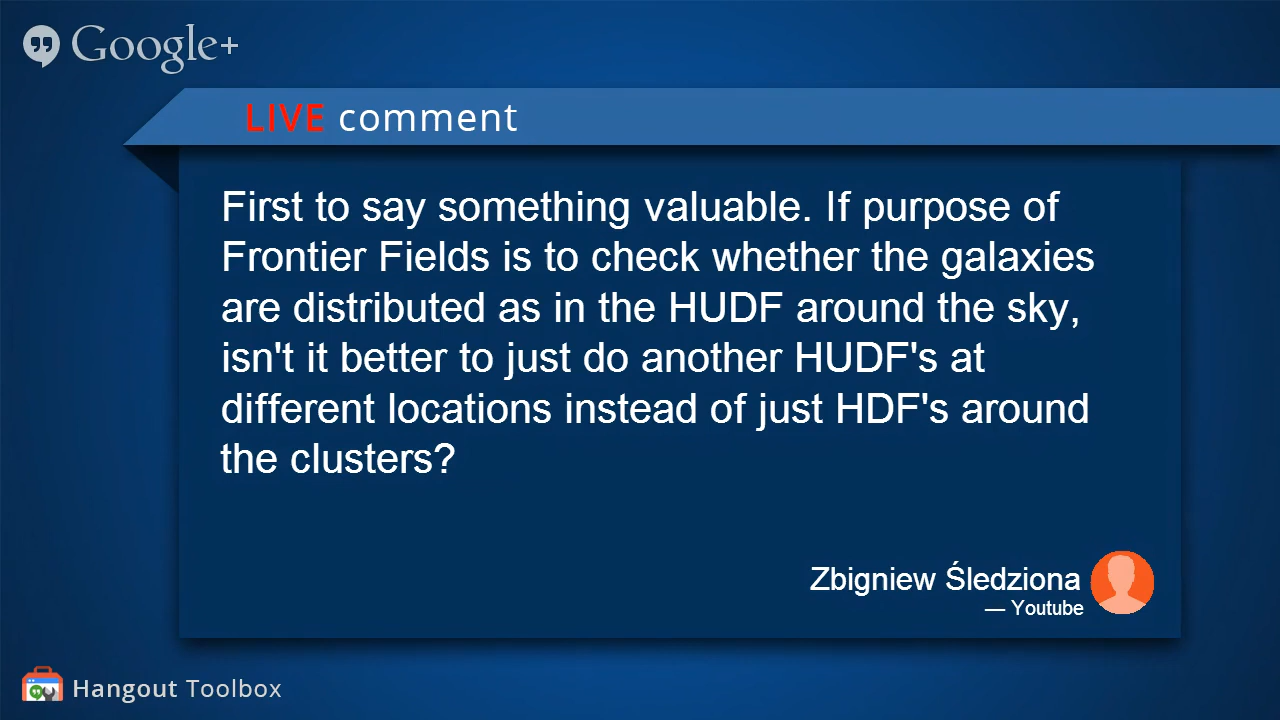 Google+
LIVE comment
First to say something valuable. If purpose of
Frontier Fields is to check whether the galaxies
are distributed as in the HUDF around the sky,
isn't it better to just do another HUDF's at
different locations instead of just HDF's around
the clusters?
Zbigniew Śledziona
— Youtube
Hangout Toolbox